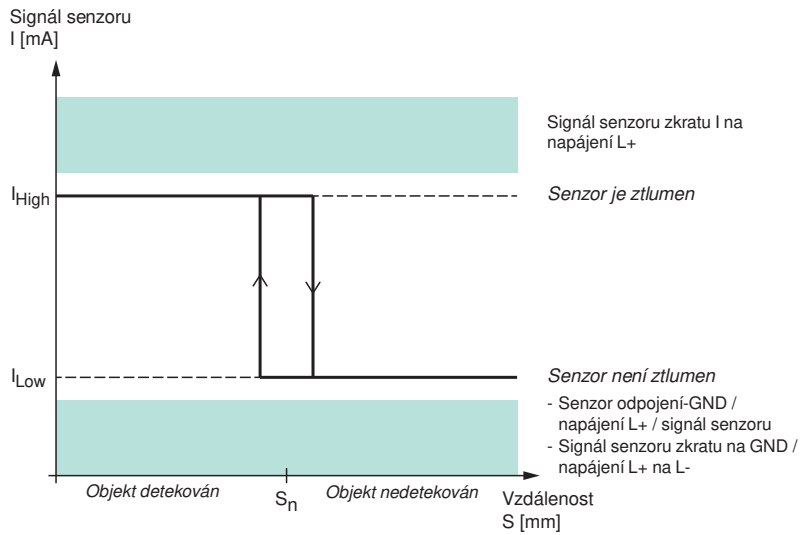 Signál senzoru
I [mA]
Signál senzoru zkratu I na
napájení L+
IHigh
Senzor je ztlumen
ILow
Senzor není ztlumen
- Senzor odpojení-GND /
napájení L+ / signál senzoru
- Signál senzoru zkratu na GND /
napájení L+ na L-
Objekt detekován
Sn
Objekt nedetekován
Vzdálenost
S [mm]